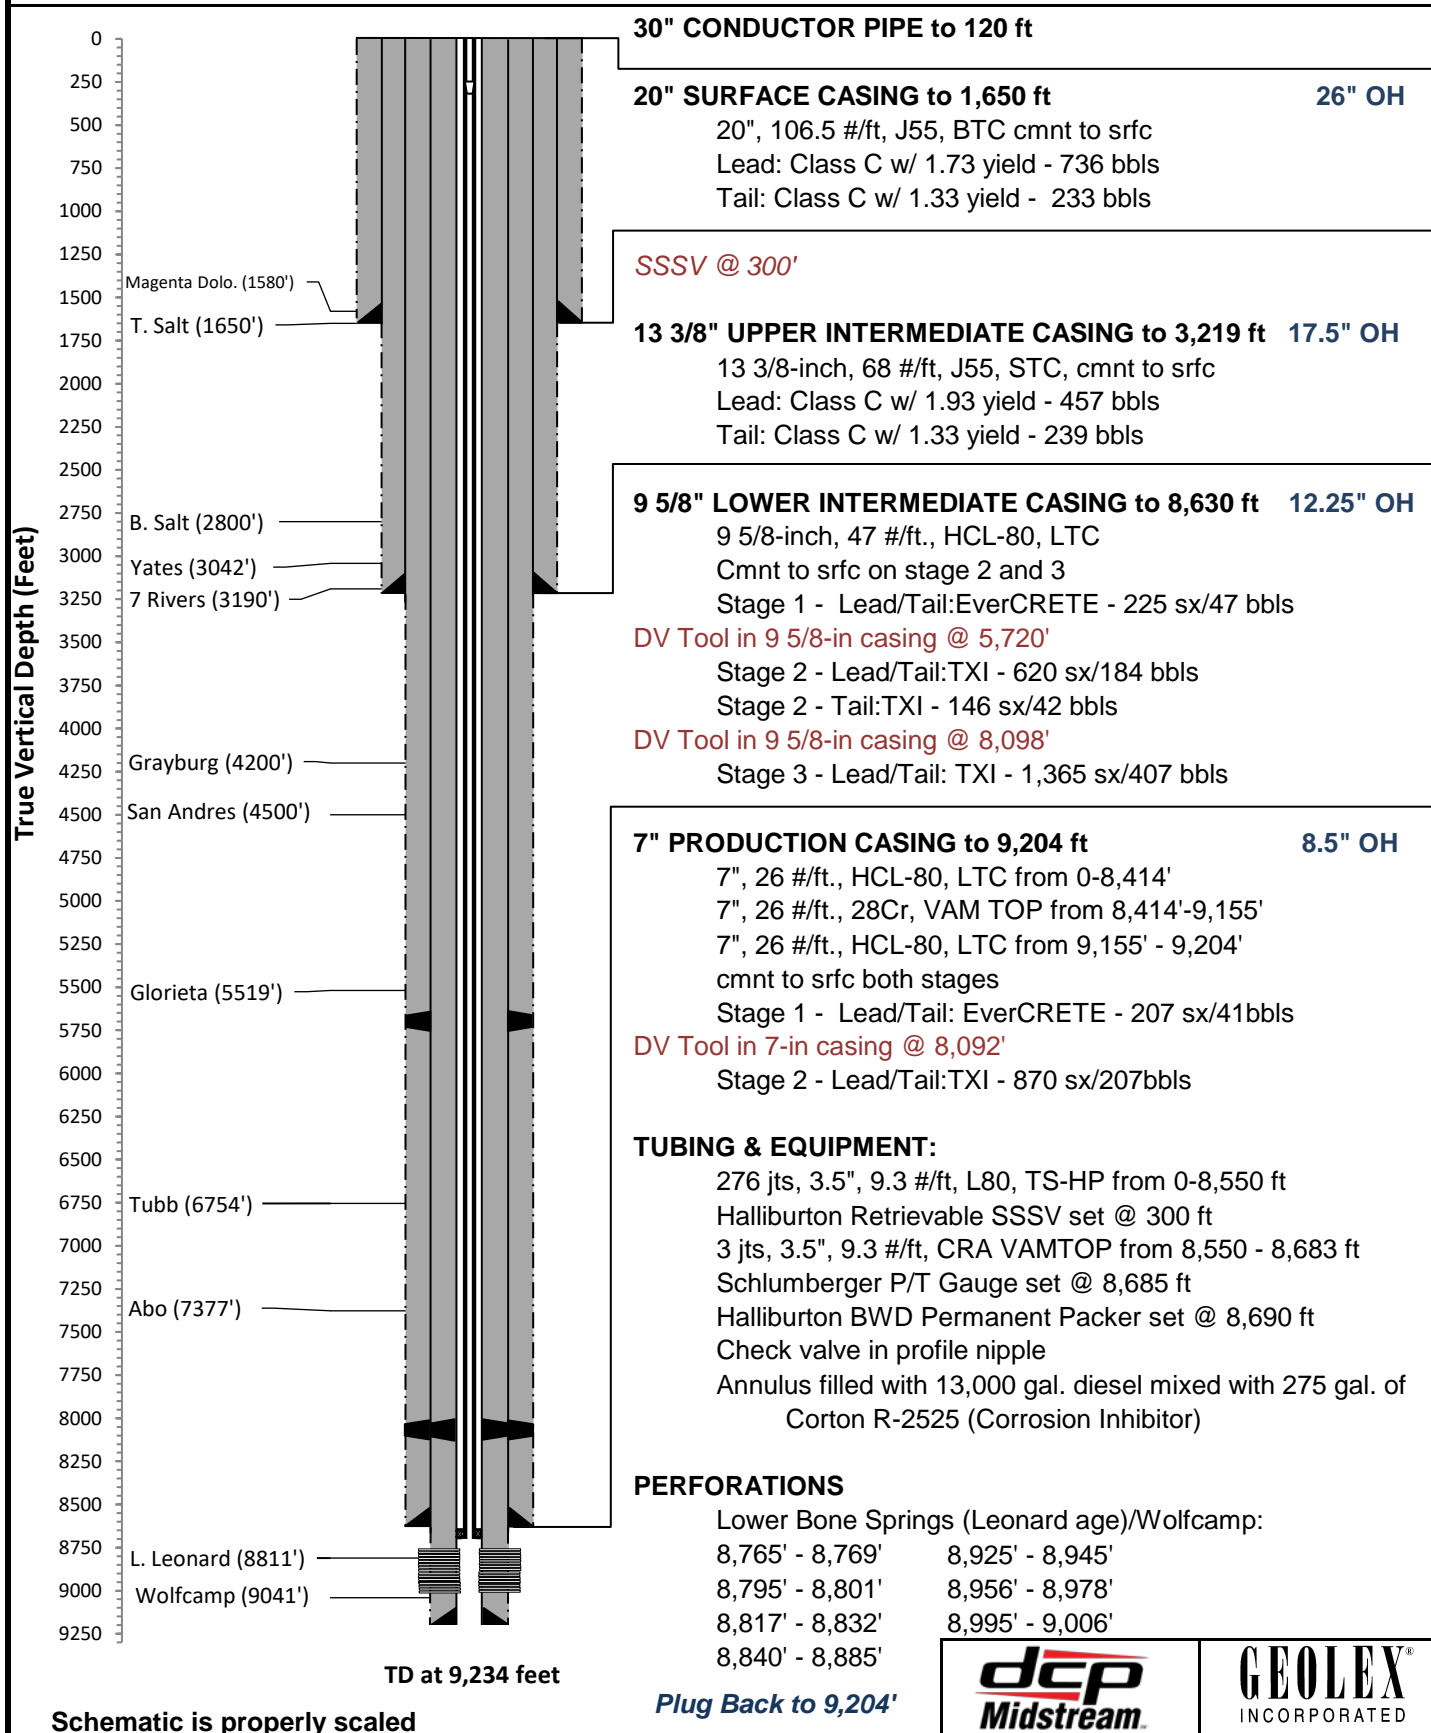 30" CONDUCTOR PIPE to 120 ft
20" SURFACE CASING to 1,650 ft 26" OH
20", 106.5 #/ft, J55, BTC cmnt to srfc
Lead: Class C w/ 1.73 yield - 736 bbls
Tail: Class C w/ 1.33 yield - 233 bbls
SSSV @ 300'
13 3/8" UPPER INTERMEDIATE CASING to 3,219 ft 17.5" OH
13 3/8-inch, 68 #/ft, J55, STC, cmnt to srfc
Lead: Class C w/ 1.93 yield - 457 bbls
Tail: Class C w/ 1.33 yield - 239 bbls
9 5/8" LOWER INTERMEDIATE CASING to 8,630 ft 12.25" OH
9 5/8-inch, 47 #/ft., HCL-80, LTC
Cmnt to srfc on stage 2 and 3
Stage 1 - Lead/Tail:EverCRETE - 225 sx/47 bbls
DV Tool in 9 5/8-in casing @ 5,720'
Stage 2 - Lead/Tail:TXI - 620 sx/184 bbls
Stage 2 - Tail:TXI - 146 sx/42 bbls
DV Tool in 9 5/8-in casing @ 8,098'
Stage 3 - Lead/Tail: TXI - 1,365 sx/407 bbls
7" PRODUCTION CASING to 9,204 ft 8.5" OH
7", 26 #/ft., HCL-80, LTC from 0-8,414'
7", 26 #/ft., 28Cr, VAM TOP from 8,414'-9,155'
7", 26 #/ft., HCL-80, LTC from 9,155' - 9,204'
cmnt to srfc both stages
Stage 1 - Lead/Tail: EverCRETE - 207 sx/41bbls
DV Tool in 7-in casing @ 8,092'
Stage 2 - Lead/Tail:TXI - 870 sx/207bbls
TUBING & EQUIPMENT:
276 jts, 3.5", 9.3 #/ft, L80, TS-HP from 0-8,550 ft
Halliburton Retrievable SSSV set @ 300 ft
3 jts, 3.5", 9.3 #/ft, CRA VAMTOP from 8,550 - 8,683 ft
Schlumberger P/T Gauge set @ 8,685 ft
Halliburton BWD Permanent Packer set @ 8,690 ft
Check valve in profile nipple
Annulus filled with 13,000 gal. diesel mixed with 275 gal. of
Corton R-2525 (Corrosion Inhibitor)
PERFORATIONS
Lower Bone Springs (Leonard age)/Wolfcamp:
8,765' - 8,769' 8,925' - 8,945'
8,795' - 8,801' 8,956' - 8,978'
8,817' - 8,832' 8,995' - 9,006'
8,840' - 8,885'
Plug Back to 9,204'
True Vertical Depth (Feet)
0
250
500
750
1000
1250
1500
1750
2000
2250
2500
2750
3000
3250
3500
3750
4000
4250
4500
4750
5000
5250
5500
5750
6000
6250
6500
6750
7000
7250
7500
7750
8000
8250
8500
8750
9000
9250
Magenta Dolo. (1580')
T. Salt (1650')
B. Salt (2800')
Yates (3042')
7 Rivers (3190')
Grayburg (4200')
San Andres (4500')
Glorieta (5519')
Tubb (6754')
Abo (7377')
L. Leonard (8811')
Wolfcamp (9041')
TD at 9,234 feet
Schematic is properly scaled
dcp
Midstream
GEOLEX®
INCORPORATED